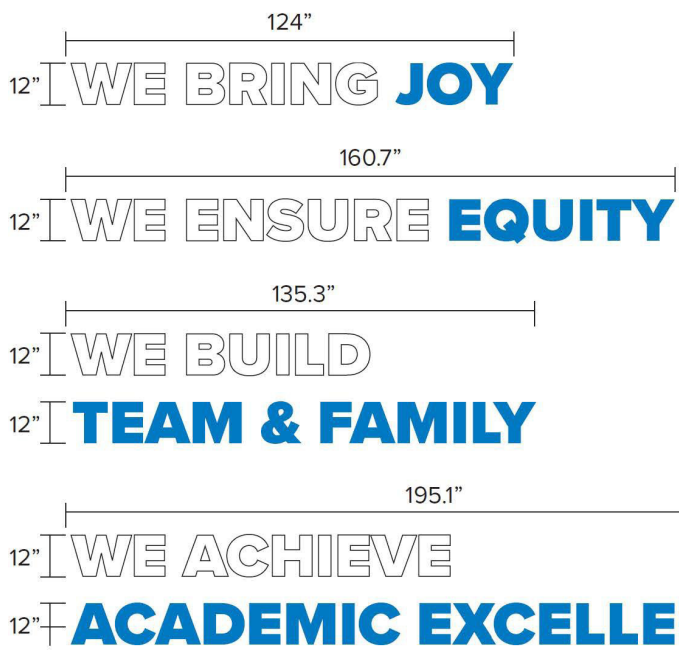 124”
12” WE BRING JOY
160.7”
12” WE ENSURE EQUITY
135.3”
12” WE BUILD
12” TEAM & FAMILY
195.1”
12” WE ACHIEVE
12” ACADEMIC EXCELLE